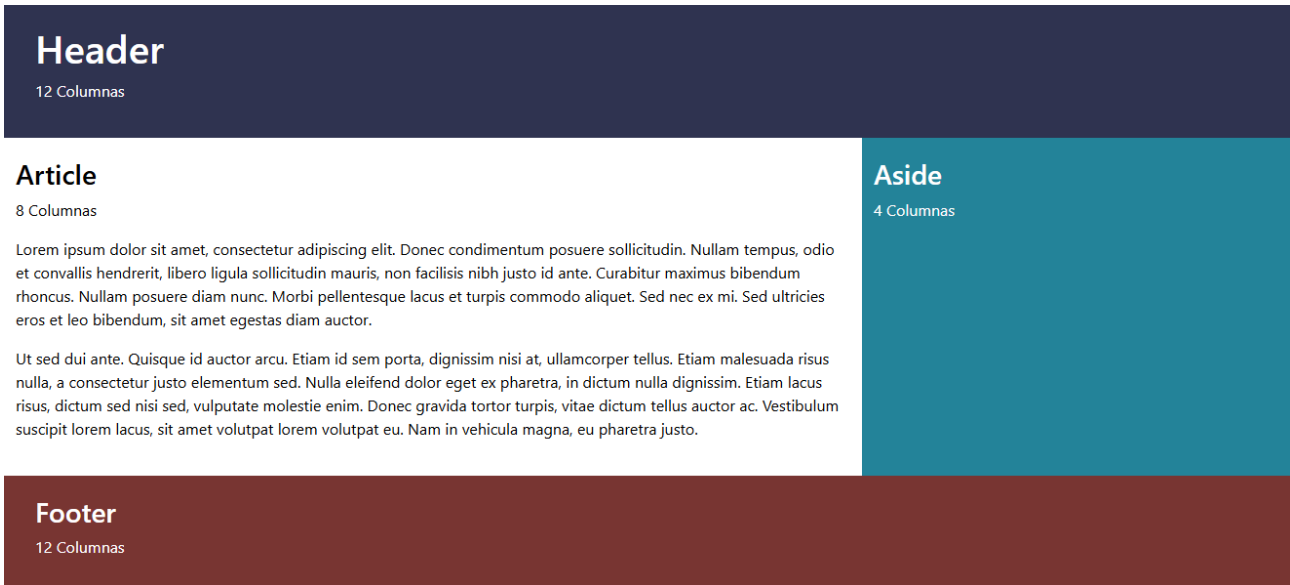 Header
12 Columnas
Article
8 Columnas
Lorem ipsum dolor sit amet, consectetur adipiscing elit. Donec condimentum posuere sollicitudin. Nullam tempus, odio
et convallis hendrerit, libero ligula sollicitudin mauris, non facilisis nibh justo id ante. Curabitur maximus bibendum
rhoncus. Nullam posuere diam nunc. Morbi pellentesque lacus et turpis commodo aliquet. Sed nec ex mi. Sed ultricies
eros et leo bibendum, sit amet egestas diam auctor.
Ut sed dui ante. Quisque id auctor arcu. Etiam id sem porta, dignissim nisi at, ullamcorper tellus. Etiam malesuada risus
nulla, a consectetur justo elementum sed. Nulla eleifend dolor eget ex pharetra, in dictum nulla dignissim. Etiam lacus
risus, dictum sed nisi sed, vulputate molestie enim. Donec gravida tortor turpis, vitae dictum tellus auctor ac. Vestibulum
suscipit lorem lacus, sit amet volutpat lorem volutpat eu. Nam in vehicula magna, eu pharetra justo.
Aside
4 Columnas
Footer
12 Columnas